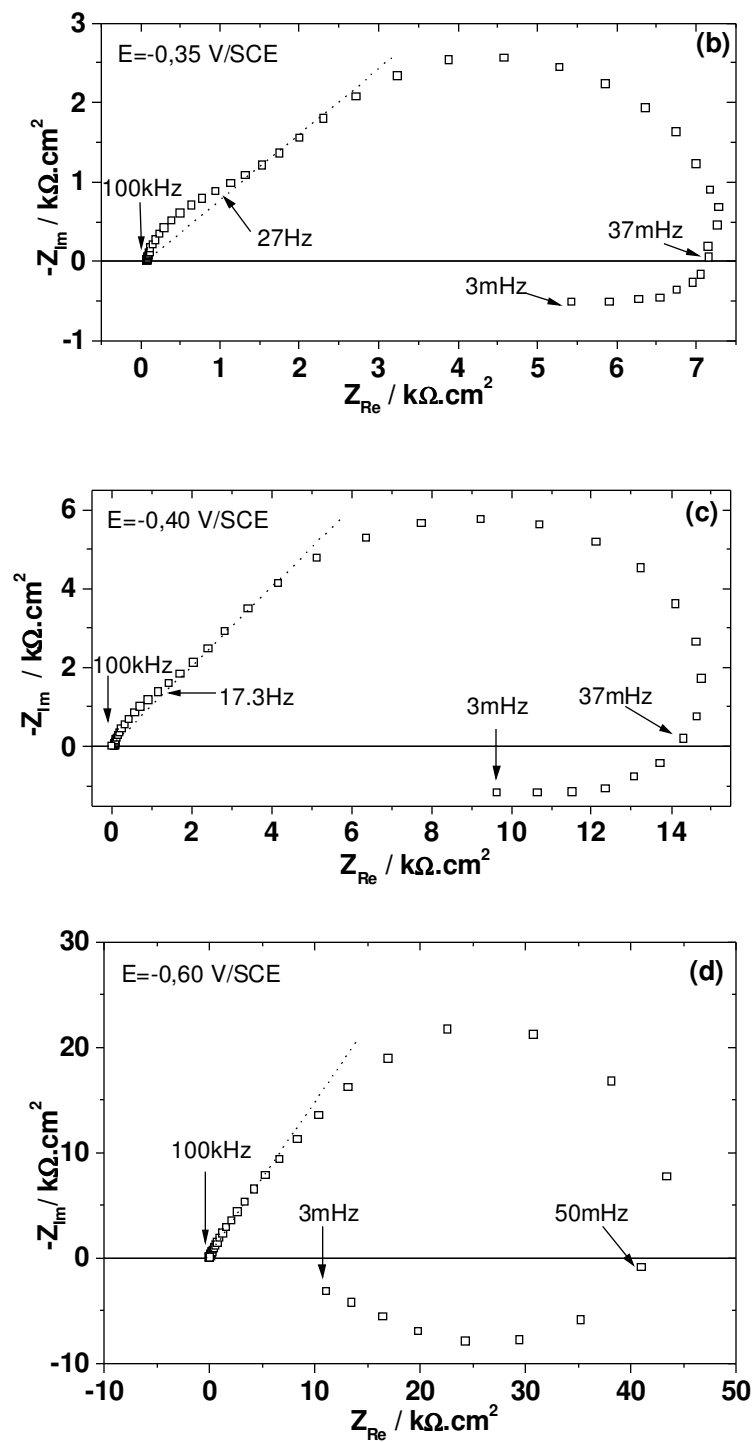 3
E=-0,35 V/SCE
(b)
2
1
100kHz
27Hz
37mHz
0
3mHz
-1
-Z_Im / kΩ.cm²
0 1 2 3 4 5 6 7
Z_Re / kΩ.cm²
6
E=-0,40 V/SCE
(c)
4
2
100kHz
17.3Hz
3mHz
37mHz
0
-Z_Im / kΩ.cm²
0 2 4 6 8 10 12 14
Z_Re / kΩ.cm²
30
E=-0,60 V/SCE
(d)
20
10
100kHz
3mHz
50mHz
0
-10
-Z_Im / kΩ.cm²
-10 0 10 20 30 40 50
Z_Re / kΩ.cm²